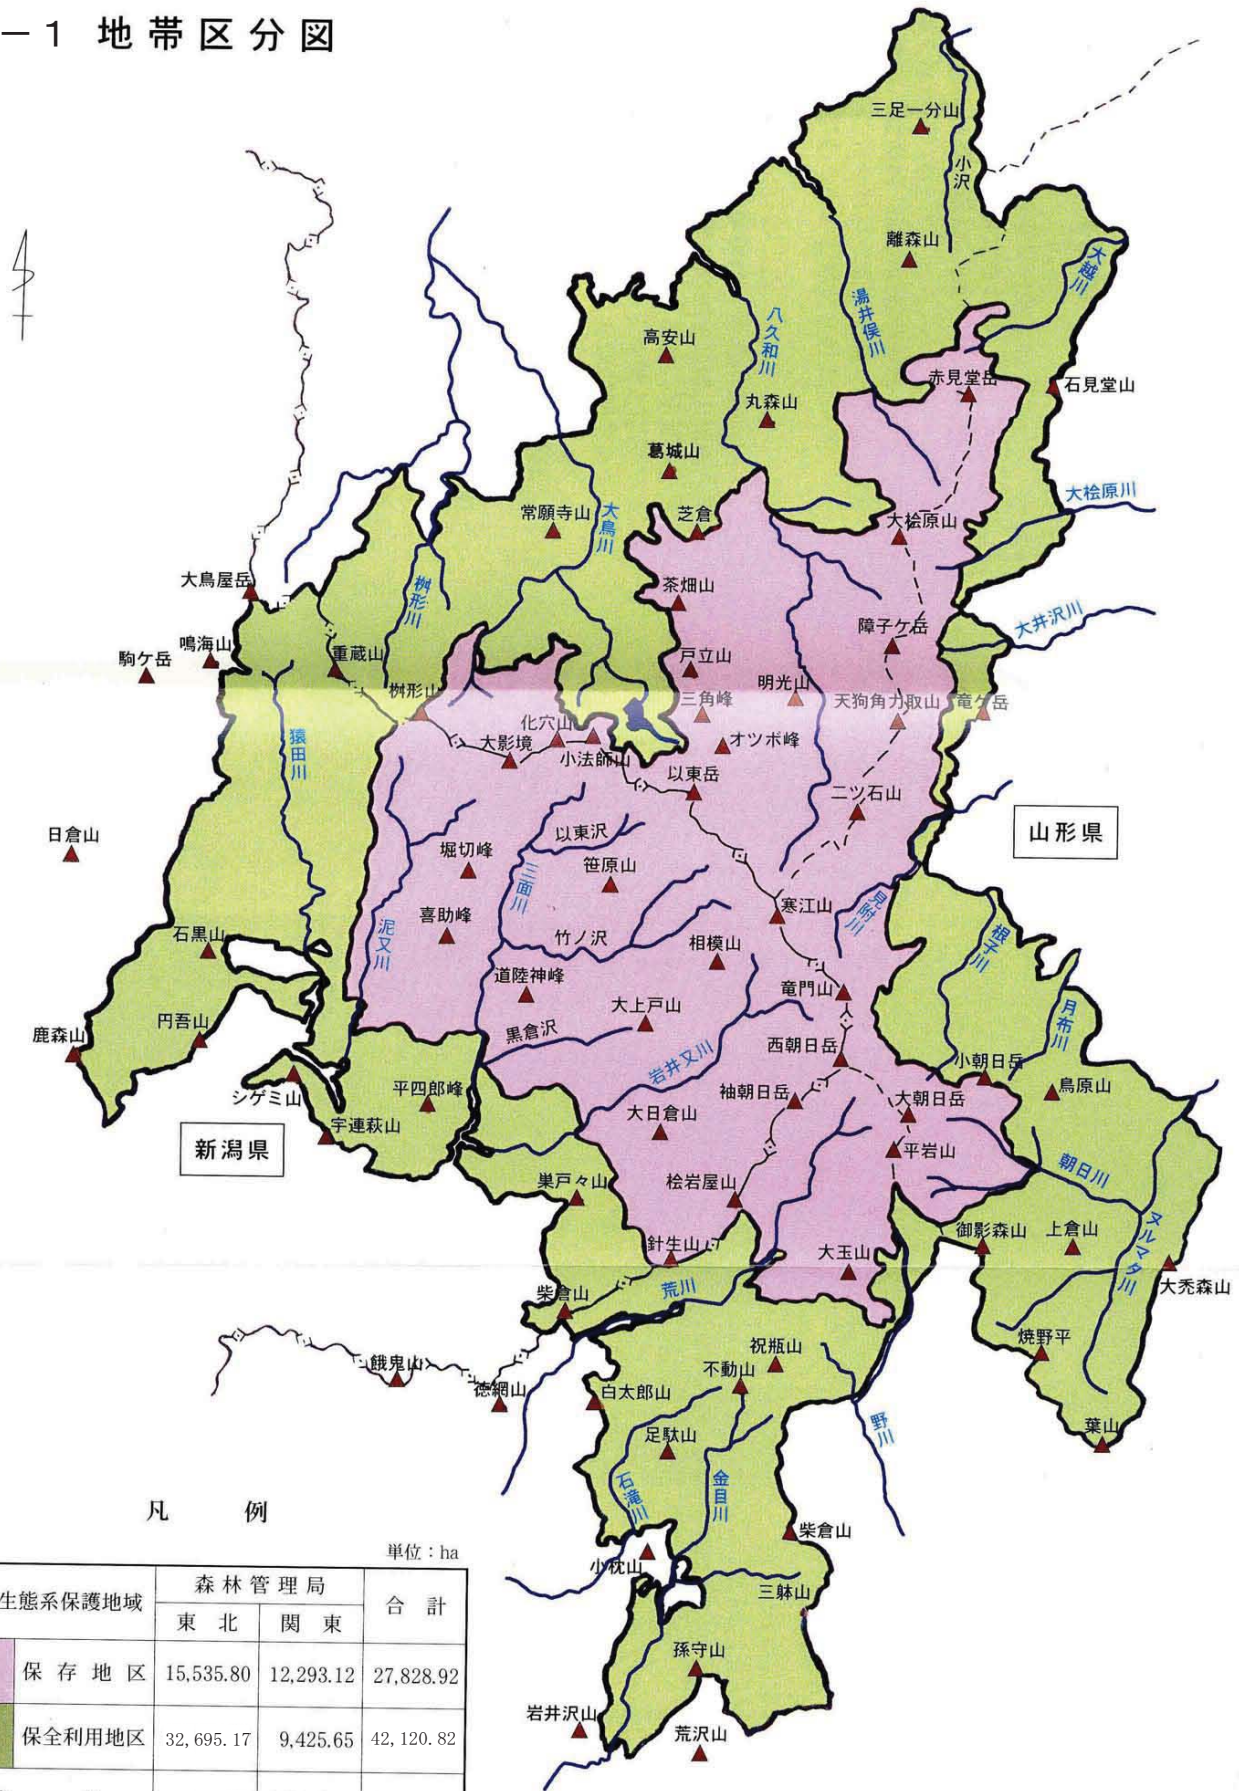 －1 地帯区分図
三足一分山
小沢
離森山
大越川
湯井俣川
八久和川
高安山
赤見堂岳
石見堂山
丸森山
葛城山
大桧原川
常願寺山
大鳥川
芝倉
大桧原山
大鳥屋岳
桝形川
茶畑山
大井沢川
障子ケ岳
鳴海山
駒ケ岳
重蔵山
戸立山
明光山
桝形山
三角峰
天狗角力取山
竜ケ岳
化穴山
猿田川
大影境
小法師山
オツボ峰
以東岳
二ツ石山
日倉山
以東沢
山形県
堀切峰
三面川
笹原山
見附川
喜助峰
寒江山
泥又川
竹ノ沢
根子川
石黒山
相模山
道陸神峰
竜門山
大上戸山
月布川
円吾山
黒倉沢
鹿森山
西朝日岳
岩井又川
小朝日岳
シゲミ山
平四郎峰
袖朝日岳
大朝日岳
鳥原山
大日倉山
宇連萩山
新潟県
平岩山
朝日川
巣戸々山
桧岩屋山
ヌルマタ川
針生山
御影森山
上倉山
大玉山
大禿森山
柴倉山
荒川
焼野平
祝瓶山
餓鬼山
不動山
徳網山
白太郎山
野川
葉山
足駄山
石滝川
金目川
柴倉山
小枕山
三躰山
孫守山
岩井沢山
荒沢山
凡 例
単位：ha
生態系保護地域 森林管理局 合計
東北 関東
保存地区 15,535.80 12,293.12 27,828.92
保全利用地区 32,695.17 9,425.65 42,120.82